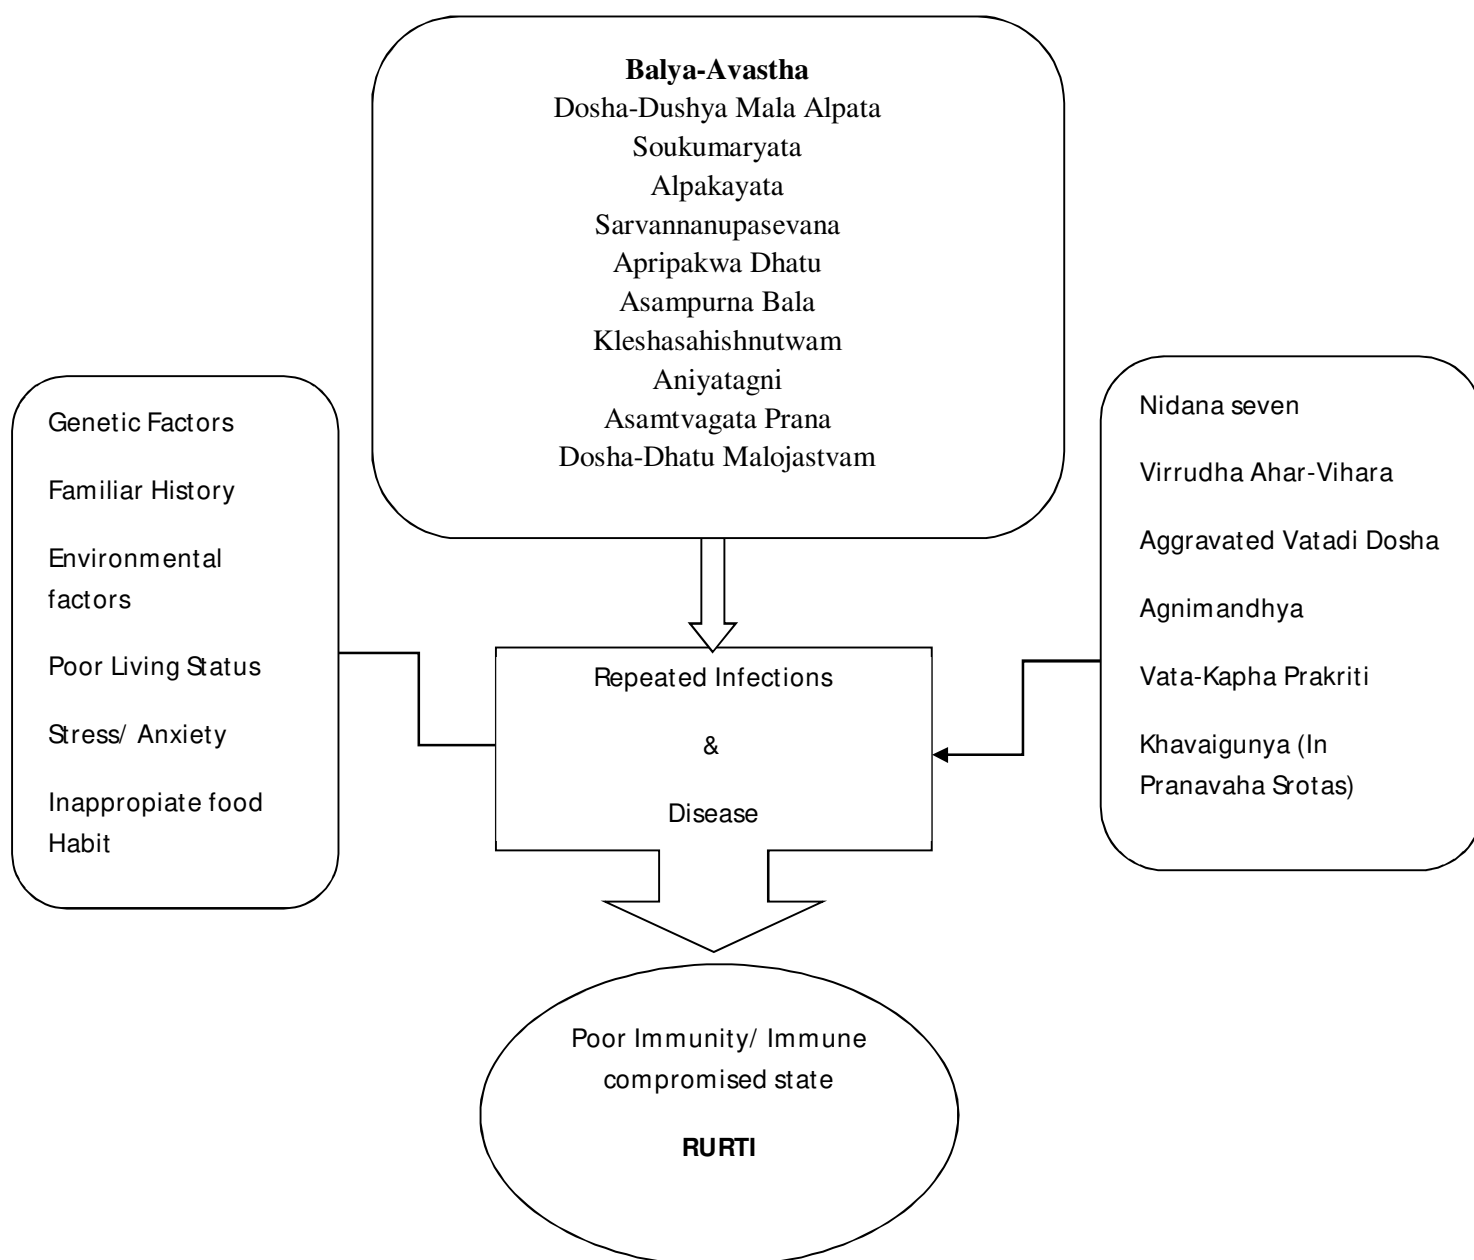 Balya-Avastha
Dosha-Dushya Mala Alpata
Soukumaryata
Alpakayata
Sarvannanupasevana
Apripakwa Dhatu
Asampurna Bala
Kleshasahishnutwam
Aniyatagni
Asamtvagata Prana
Dosha-Dhatu Malojastvam
Genetic Factors
Familiar History
Environmental
factors
Poor Living Status
Stress/ Anxiety
Inappropiate food
Habit
Repeated Infections
&
Disease
Nidana seven
Virrudha Ahar-Vihara
Aggravated Vatadi Dosha
Agnimandhya
Vata-Kapha Prakriti
Khavaigunya (In
Pranavaha Srotas)
Poor Immunity/ Immune
compromised state
RURTI